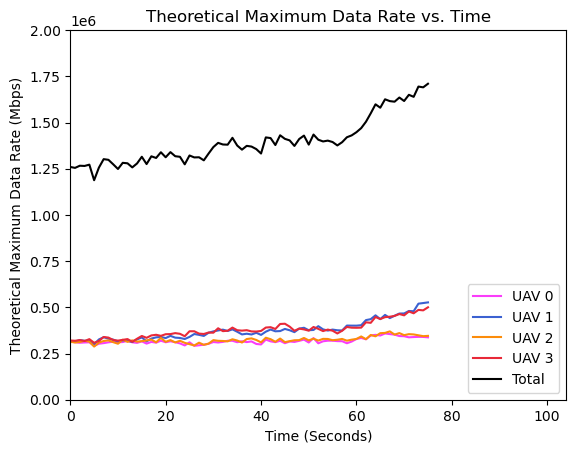 Theoretical Maximum Data Rate vs. Time
1e6
2.00
1.75
1.50
1.25
1.00
0.75
0.50
0.25
0.00
Theoretical Maximum Data Rate (Mbps)
UAV 0
UAV 1
UAV 2
UAV 3
Total
0 20 40 60 80 100
Time (Seconds)